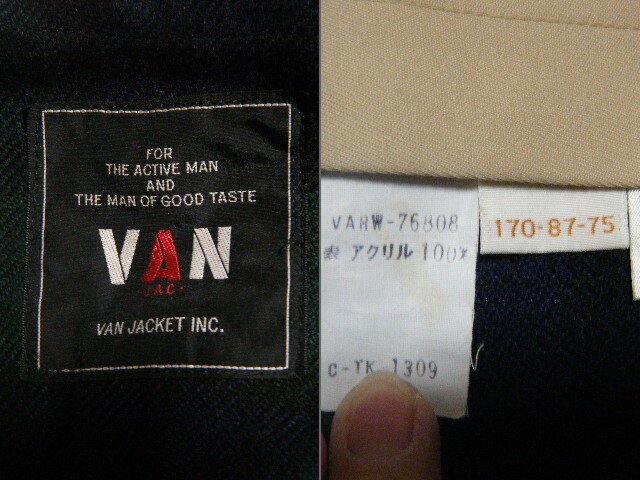 FOR
THE ACTIVE MAN
AND
THE MAN OF GOOD TASTE
VAN
JAC
VAN JACKET INC.
VARW-76808
表 アクリル 100%
C-TK 1309
170-87-75